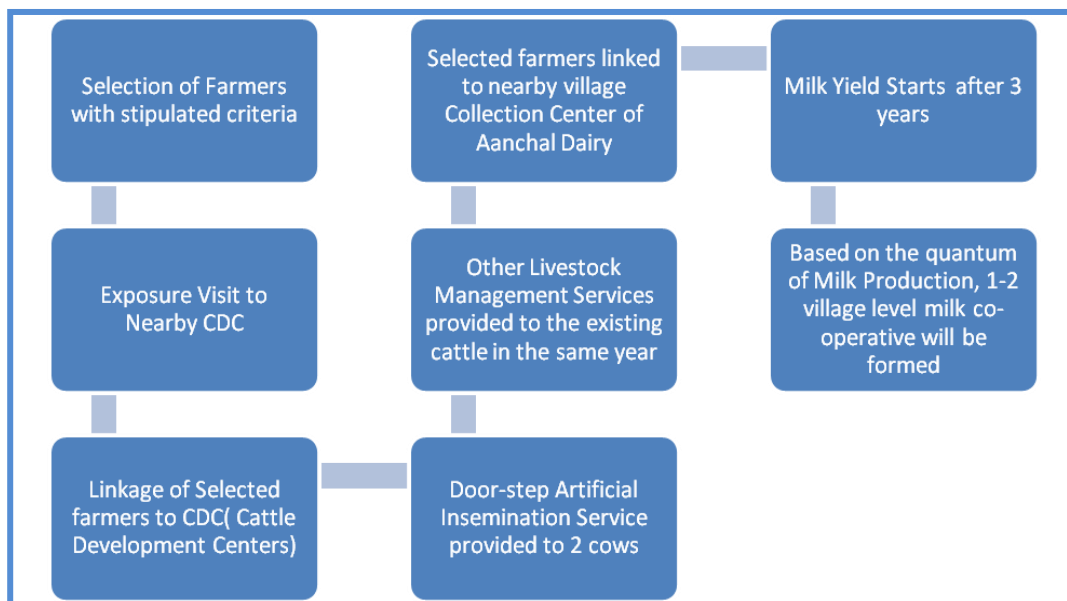 Selection of Farmers
with stipulated criteria
Exposure Visit to
Nearby CDC
Linkage of Selected
farmers to CDC( Cattle
Development Centers)
Door-step Artificial
Insemination Service
provided to 2 cows
Other Livestock
Management Services
provided to the existing
cattle in the same year
Selected farmers linked
to nearby village
Collection Center of
Aanchal Dairy
Milk Yield Starts after 3
years
Based on the quantum
of Milk Production, 1-2
village level milk co-
operative will be
formed